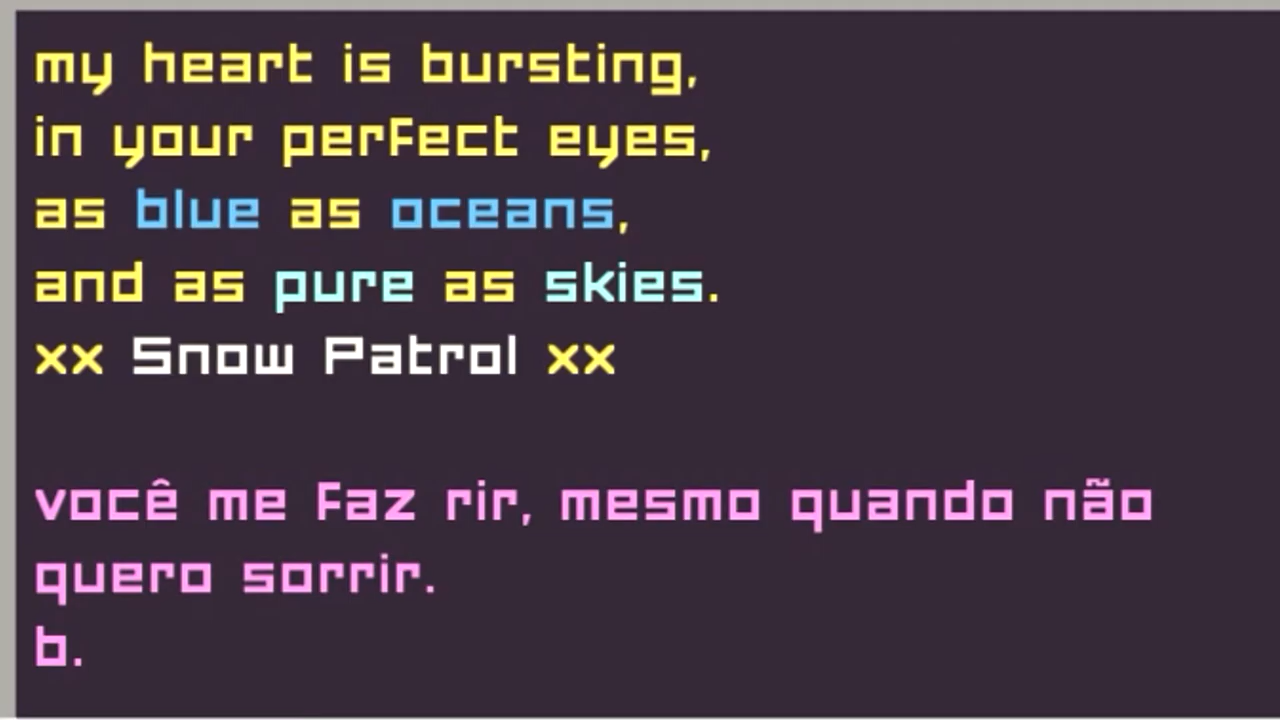 my heart is bursting,
in your perfect eyes,
as blue as oceans,
and as pure as skies.
xx Snow Patrol xx
você me faz rir, mesmo quando não
quero sorrir.
b.